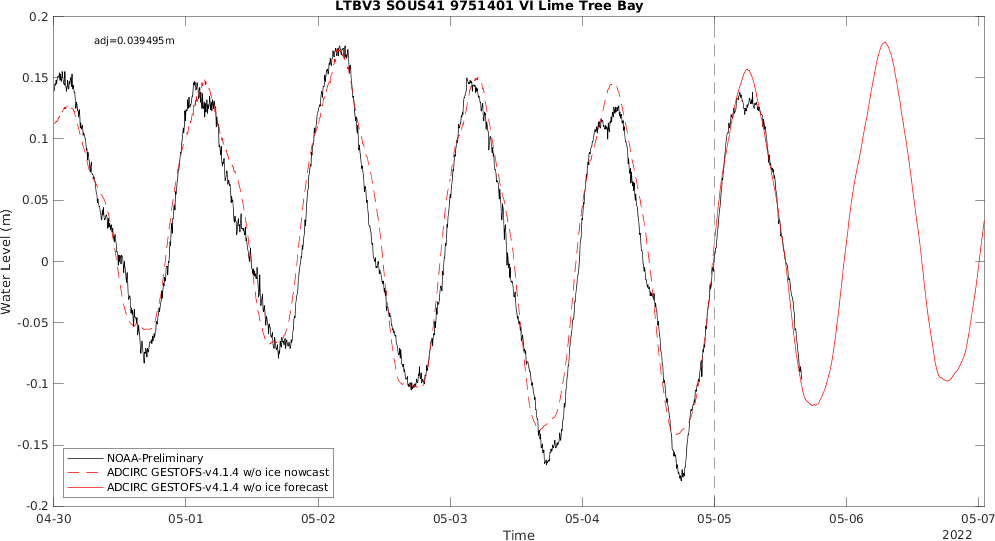 LTBV3 SOUS41 9751401 VI Lime Tree Bay
adj=0.039495m
0.2
0.15
0.1
0.05
0
-0.05
-0.1
-0.15
-0.2
Water Level (m)
NOAA-Preliminary
ADCIRC GESTOFS-v4.1.4 w/o ice nowcast
ADCIRC GESTOFS-v4.1.4 w/o ice forecast
04-30 05-01 05-02 05-03 05-04 05-05 05-06 05-07
Time
2022